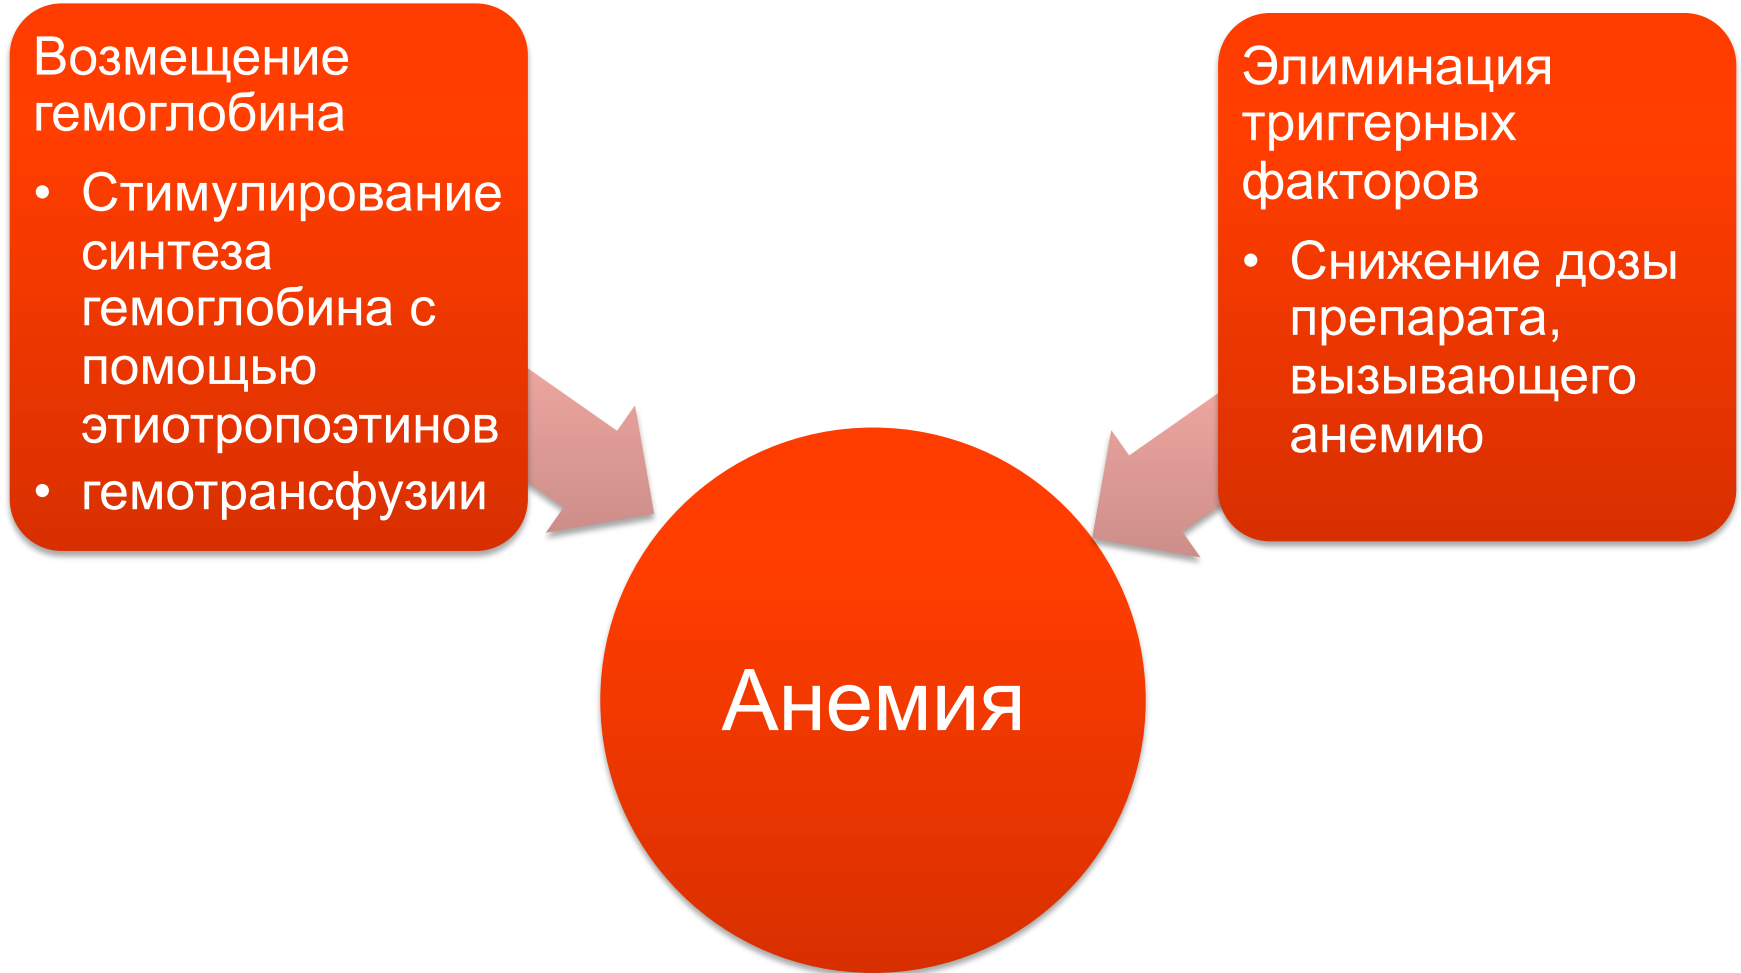 Возмещение
гемоглобина
• Стимулирование
синтеза
гемоглобина с
помощью
этиотропоэтинов
• гемотрансфузии
Элиминация
триггерных
факторов
• Снижение дозы
препарата,
вызывающего
анемию
Анемия